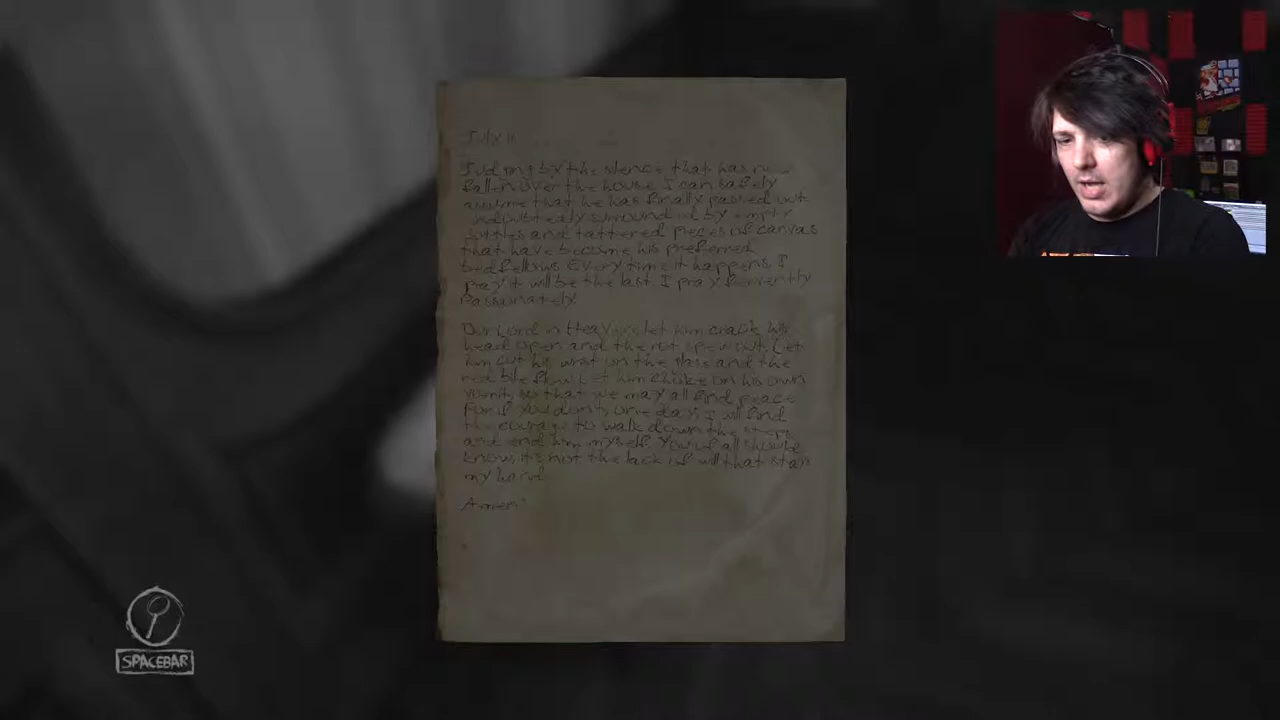 July 11
Judging by the silence that has now
fallen over the house, I can safely
assume that he has finally passed out,
undoubtedly surrounded by empty
bottles and tattered pieces of canvas
that have become his preferred
bedfellows. Every time it happens, I
pray it will be the last. I pray fervently.
Passionately.
Our Lord in Heaven, let him crack his
head open and the rot spew out. Let
him cut his wrist on the glass and the
red bile flow. Let him choke on his own
vomit, so that we may all find peace.
For if You don't, one day, I will find
the courage to walk down the steps
and end him myself. You of all should
know, it's not the lack of will that stays
my hand.
Amen
SPACEBAR